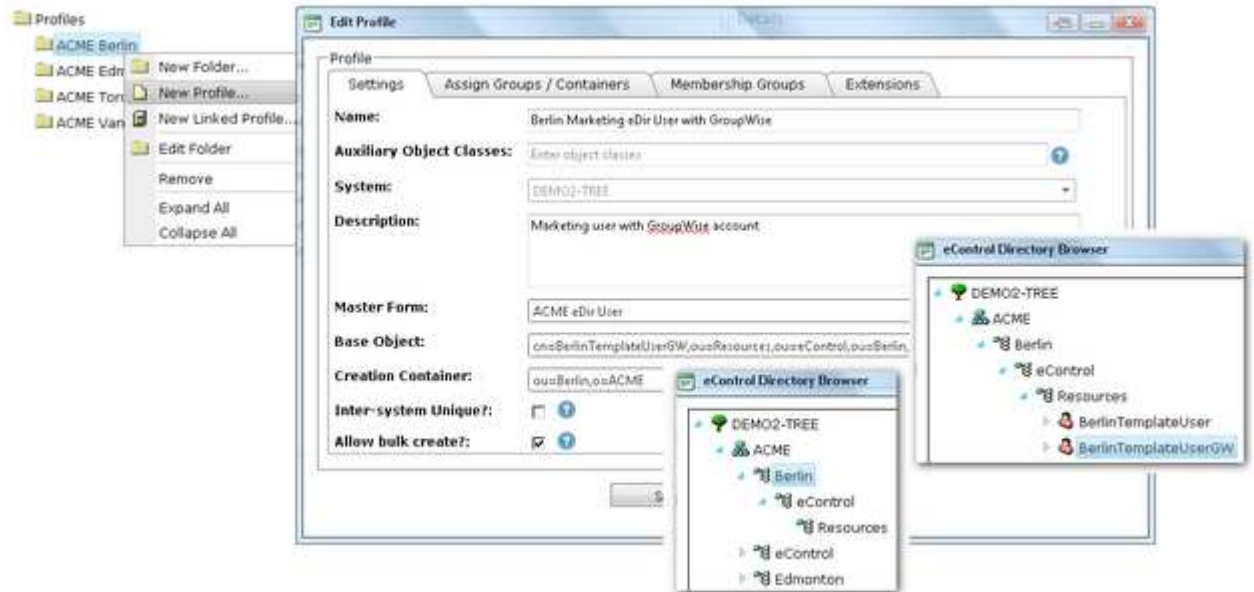 Profiles
ACME Berlin
ACME Edm
ACME Toro
ACME Van
New Folder...
New Profile...
New Linked Profile...
Edit Folder
Remove
Expand All
Collapse All
Edit Profile
Details
Profile
Settings
Assign Groups / Containers
Membership Groups
Extensions
Name:
Berlin Marketing eDir User with GroupWise
Auxiliary Object Classes:
Enter object classes
System:
DEMO2-TREE
Description:
Marketing user with GroupWise account
Master Form:
ACME eDir User
Base Object:
cn=BerlinTemplateUserGW,ou=Resources,ou=eControl,ou=Berlin,
Creation Container:
ou=Berlin,o=ACME
Inter-system Unique?:
Allow bulk create?:
S
eControl Directory Browser
DEMO2-TREE
ACME
Berlin
eControl
Resources
eControl
Edmonton
eControl Directory Browser
DEMO2-TREE
ACME
Berlin
eControl
Resources
BerlinTemplateUser
BerlinTemplateUserGW